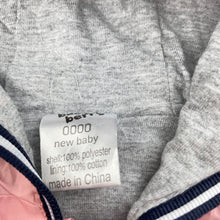 0000
new baby
shell:100% polyester
lining:100% cotton
made in China